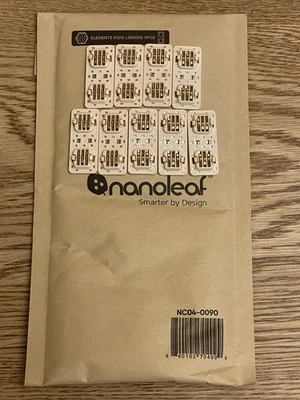 ELEMENTS RIGID LINKERS 9PCS
nanoleaf
Smarter by Design
NC04-0090